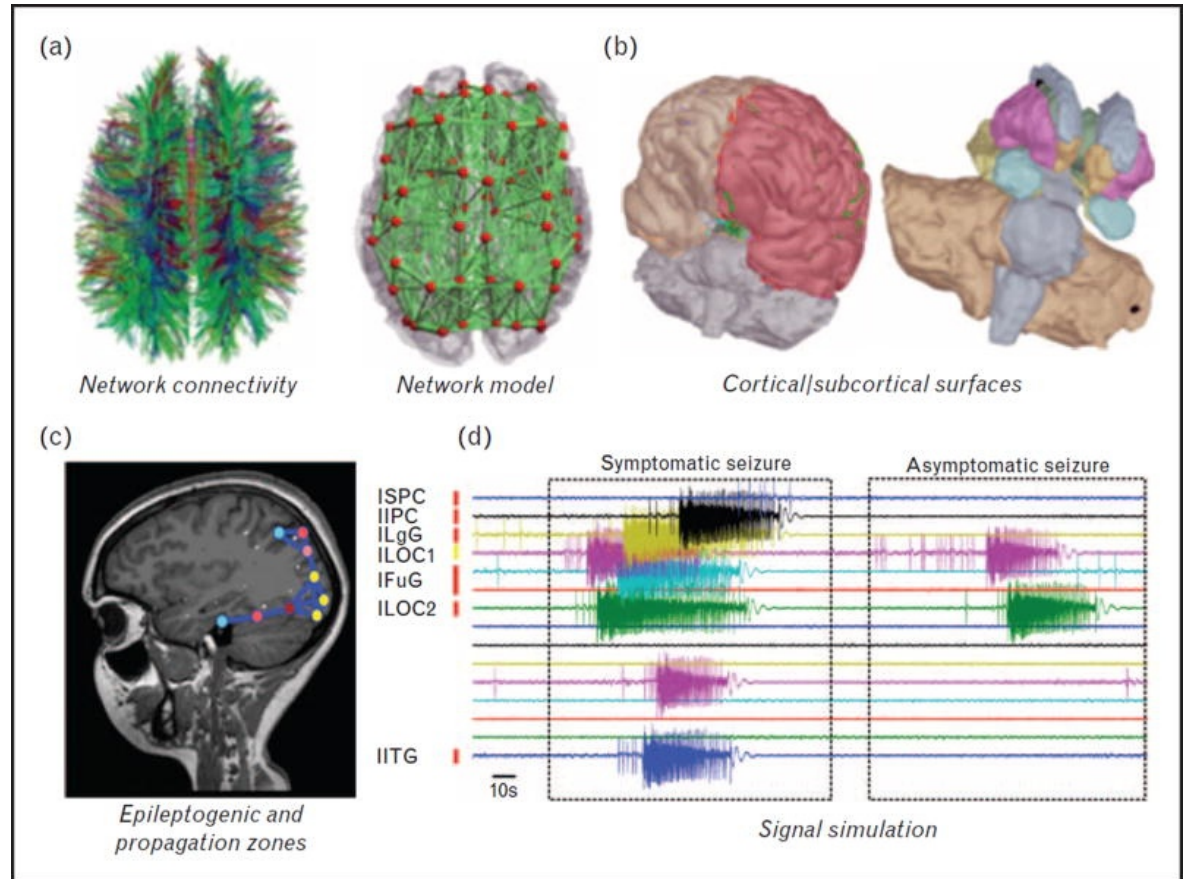 (a)
(b)
Network connectivity
Network model
Cortical/subcortical surfaces
(c)
(d)
Symptomatic seizure
Asymptomatic seizure
ISPC
IIPC
ILgG
ILOC1
IFuG
ILOC2
IITG
10s
Epileptogenic and
propagation zones
Signal simulation